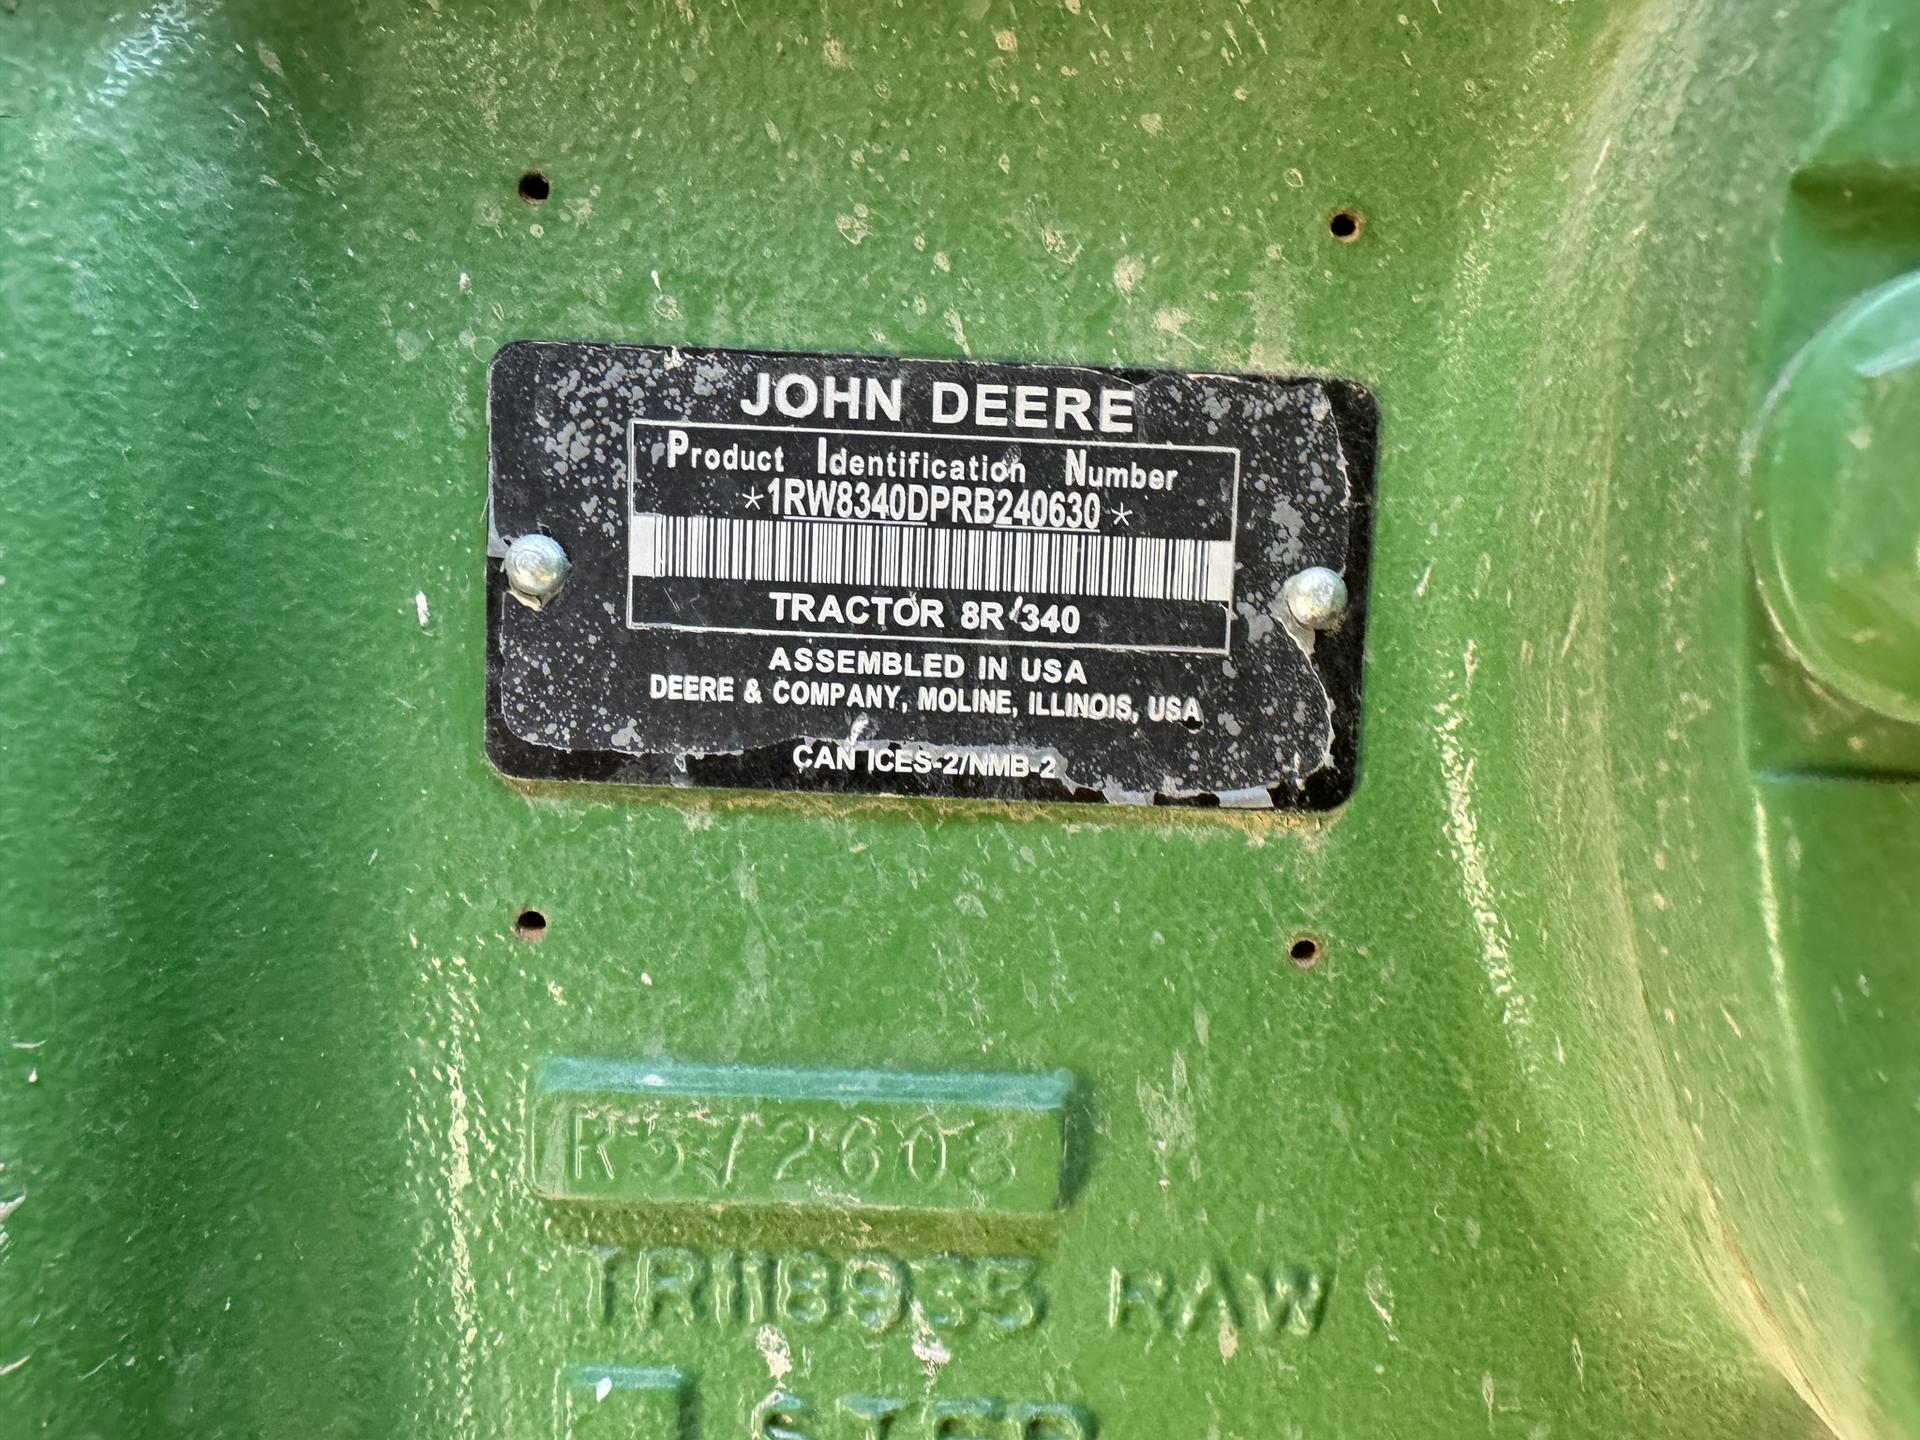 JOHN DEERE
Product Identification Number
*1RW8340DPRB240630*
TRACTOR 8R 340
ASSEMBLED IN USA
DEERE & COMPANY, MOLINE, ILLINOIS, USA
CAN ICES-2/NMB-2
R572608
RAW